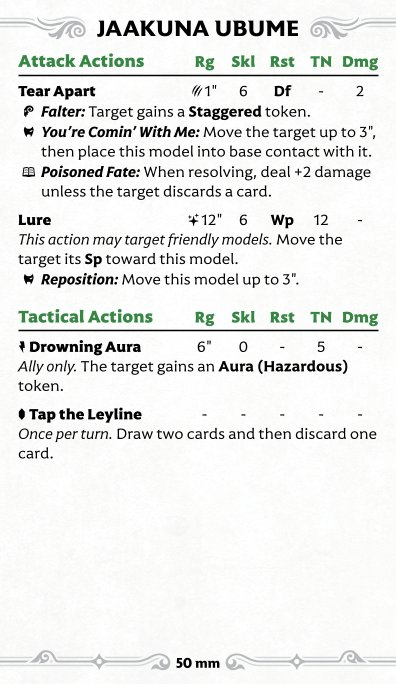 JAAKUNA UBUME
Attack Actions Rg Skl Rst TN Dmg
Tear Apart 1" 6 Df - 2
Falter: Target gains a Staggered token.
You're Comin' With Me: Move the target up to 3",
then place this model into base contact with it.
Poisoned Fate: When resolving, deal +2 damage
unless the target discards a card.
Lure 12" 6 Wp 12 -
This action may target friendly models. Move the
target its Sp toward this model.
Reposition: Move this model up to 3".
Tactical Actions Rg Skl Rst TN Dmg
Drowning Aura 6" 0 - 5 -
Ally only. The target gains an Aura (Hazardous)
token.
Tap the Leyline - - - - -
Once per turn. Draw two cards and then discard one
card.
50 mm